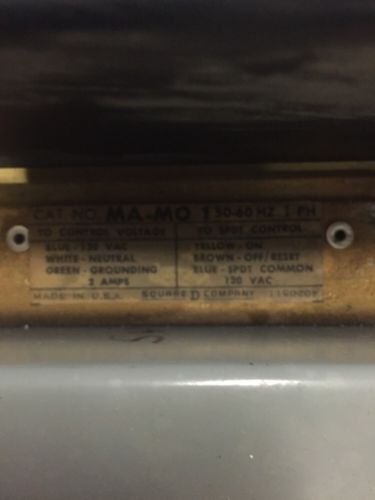 CAT. NO. MA-MO 1 50-60 HZ 1 PH
TO CONTROL VOLTAGE TO SPDT CONTROL
BLUE - 120 VAC YELLOW - ON
WHITE - NEUTRAL BROWN - OFF/RESET
GREEN - GROUNDING BLUE - SPDT COMMON
2 AMPS 120 VAC
MADE IN U.S.A. SQUARE D COMPANY